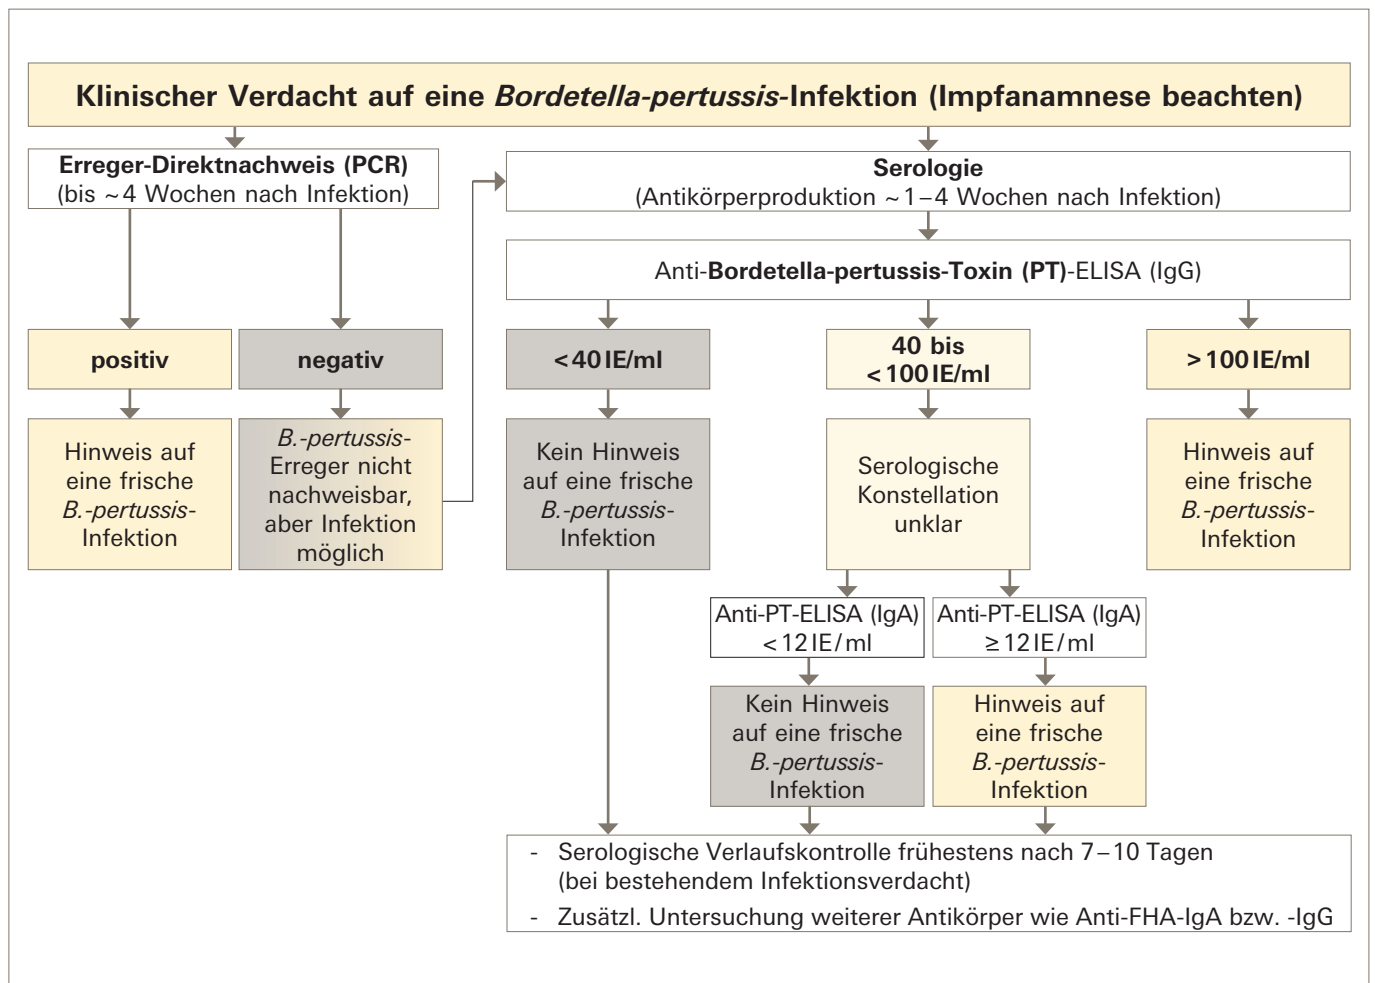 Klinischer Verdacht auf eine Bordetella-pertussis-Infektion (Impfanamnese beachten)
Erreger-Direktnachweis (PCR)
(bis ~4 Wochen nach Infektion)
Serologie
(Antikörperproduktion ~1–4 Wochen nach Infektion)
Anti-Bordetella-pertussis-Toxin (PT)-ELISA (IgG)
positiv
negativ
<40 IE/ml
40 bis
<100 IE/ml
>100 IE/ml
Hinweis auf
eine frische
B.-pertussis-
Infektion
B.-pertussis-
Erreger nicht
nachweisbar,
aber Infektion
möglich
Kein Hinweis
auf eine frische
B.-pertussis-
Infektion
Serologische
Konstellation
unklar
Hinweis auf
eine frische
B.-pertussis-
Infektion
Anti-PT-ELISA (IgA)
<12 IE/ml
Anti-PT-ELISA (IgA)
≥12 IE/ml
Kein Hinweis
auf eine frische
B.-pertussis-
Infektion
Hinweis auf
eine frische
B.-pertussis-
Infektion
- Serologische Verlaufskontrolle frühestens nach 7–10 Tagen
(bei bestehendem Infektionsverdacht)
- Zusätzl. Untersuchung weiterer Antikörper wie Anti-FHA-IgA bzw. -IgG